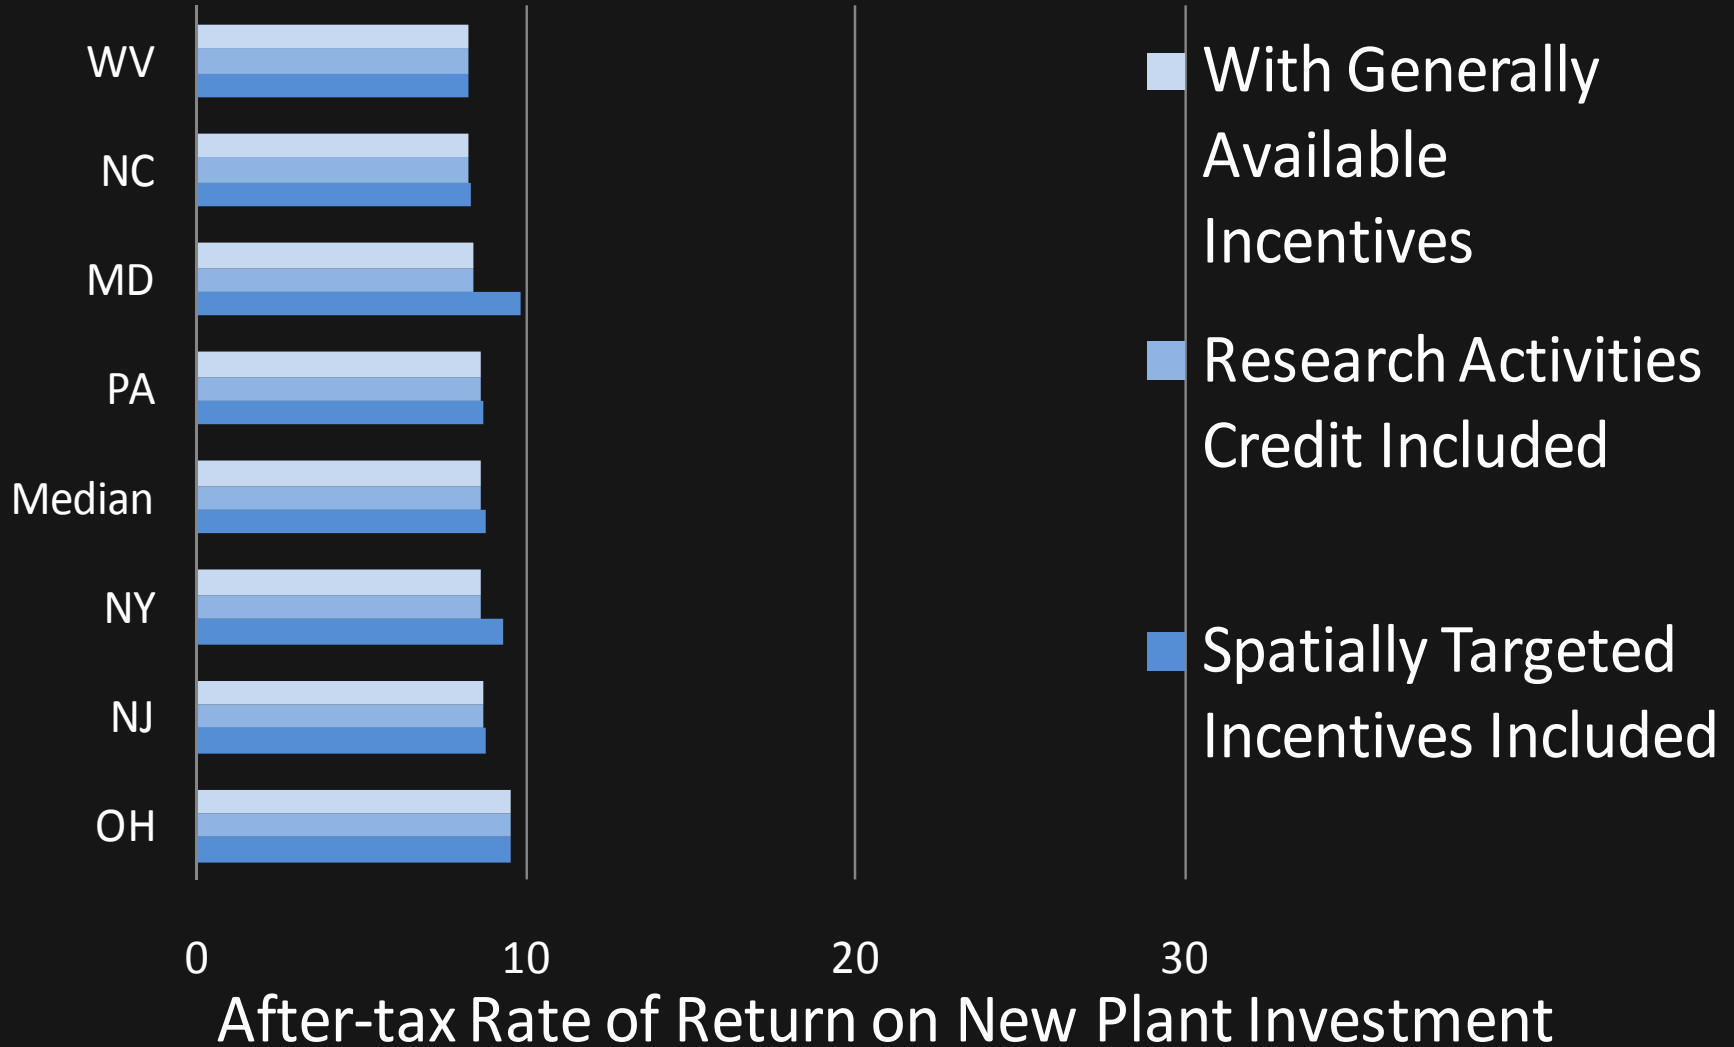 WV
NC
MD
PA
Median
NY
NJ
OH
0 10 20 30
After-tax Rate of Return on New Plant Investment
With Generally
Available
Incentives
Research Activities
Credit Included
Spatially Targeted
Incentives Included